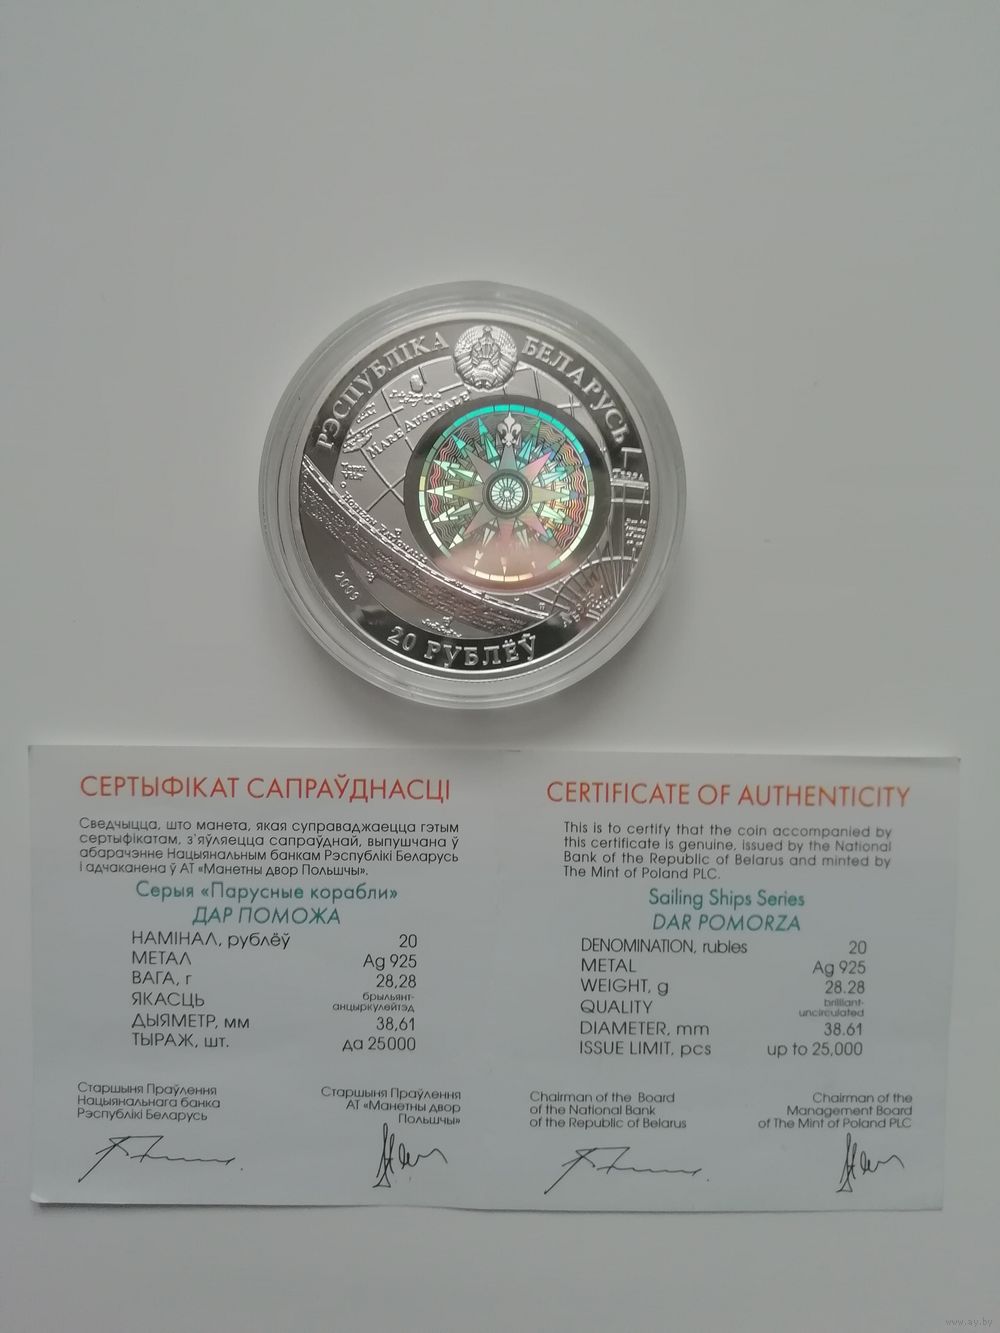 РЭСПУБЛІКА БЕЛАРУСЬ
MARE AUSTRALE
2009
20 РУБЛЁЎ
СЕРТЫФІКАТ САПРАЎДНАСЦІ
Сведчыцца, што манета, якая суправаджаецца гэтым
сертыфікатам, з'яўляецца сапраўднай, выпушчана ў
абарачэнне Нацыянальным банкам Рэспублікі Беларусь
і адчаканена ў АТ «Манетны двор Польшчы».
Серыя «Парусные корабли»
ДАР ПОМОЖА
НАМІНАЛ, рублёў 20
МЕТАЛ Ag 925
ВАГА, г 28,28
ЯКАСЦЬ брыльянт-
анцыркулейтэд
ДЫЯМЕТР, мм 38,61
ТЫРАЖ, шт. да 25000
Старшыня Праўлення
Нацыянальнага банка
Рэспублікі Беларусь
Старшыня Праўлення
АТ «Манетны двор
Польшчы»
CERTIFICATE OF AUTHENTICITY
This is to certify that the coin accompanied by
this certificate is genuine, issued by the National
Bank of the Republic of Belarus and minted by
The Mint of Poland PLC.
Sailing Ships Series
DAR POMORZA
DENOMINATION, rubles 20
METAL Ag 925
WEIGHT, g 28.28
QUALITY brilliant-
uncirculated
DIAMETER, mm 38.61
ISSUE LIMIT, pcs up to 25,000
Chairman of the Board
of the National Bank
of the Republic of Belarus
Chairman of the
Management Board
of The Mint of Poland PLC
www.ay.by